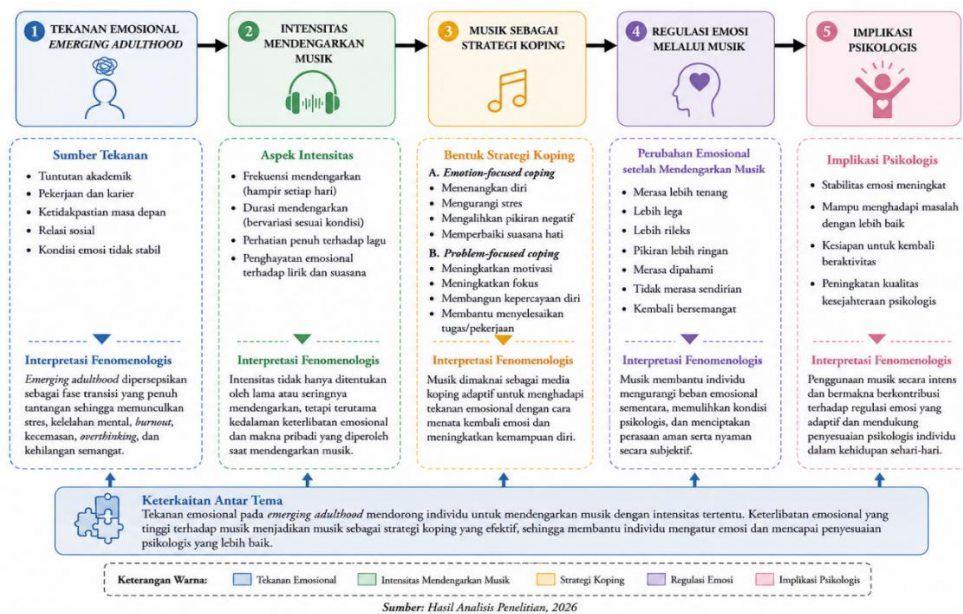 1 TEKANAN EMOSIONAL
EMERGING ADULTHOOD
2 INTENSITAS
MENDENGARKAN
MUSIK
3 MUSIK SEBAGAI
STRATEGI KOPING
4 REGULASI EMOSI
MELALUI MUSIK
5 IMPLIKASI
PSIKOLOGIS
Sumber Tekanan
• Tuntutan akademik
• Pekerjaan dan karier
• Ketidakpastian masa depan
• Relasi sosial
• Kondisi emosi tidak stabil
Interpretasi Fenomenologis
Emerging adulthood dipersepsikan
sebagai fase transisi yang penuh
tantangan sehingga memunculkan
stres, kelelahan mental, burnout,
kecemasan, overthinking, dan
kehilangan semangat.
Aspek Intensitas
• Frekuensi mendengarkan
(hampir setiap hari)
• Durasi mendengarkan
(bervariasi sesuai kondisi)
• Perhatian penuh terhadap lagu
• Penghayatan emosional
terhadap lirik dan suasana
Interpretasi Fenomenologis
Intensitas tidak hanya ditentukan
oleh lama atau seringnya
mendengarkan, tetapi terutama
kedalaman keterlibatan emosional
dan makna pribadi yang diperoleh
saat mendengarkan musik.
Bentuk Strategi Koping
A. Emotion-focused coping
• Menenangkan diri
• Mengurangi stres
• Mengalihkan pikiran negatif
• Memperbaiki suasana hati
B. Problem-focused coping
• Meningkatkan motivasi
• Meningkatkan fokus
• Membangun kepercayaan diri
• Membantu menyelesaikan
tugas/pekerjaan
Interpretasi Fenomenologis
Musik dimaknai sebagai media
koping adaptif untuk menghadapi
tekanan emosional dengan cara
menata kembali emosi dan
meningkatkan kemampuan diri.
Perubahan Emosional
setelah Mendengarkan Musik
• Merasa lebih tenang
• Lebih lega
• Lebih rileks
• Pikiran lebih ringan
• Merasa dipahami
• Tidak merasa sendirian
• Kembali bersemangat
Interpretasi Fenomenologis
Musik membantu individu
mengurangi beban emosional
sementara, memulihkan kondisi
psikologis, dan menciptakan
perasaan aman serta nyaman
secara subjektif.
Implikasi Psikologis
• Stabilitas emosi meningkat
• Mampu menghadapi masalah
dengan lebih baik
• Kesiapan untuk kembali
beraktivitas
• Peningkatan kualitas
kesejahteraan psikologis
Interpretasi Fenomenologis
Penggunaan musik secara intens
dan bermakna berkontribusi
terhadap regulasi emosi yang
adaptif dan mendukung
penyesuaian psikologis individu
dalam kehidupan sehari-hari.
Keterkaitan Antar Tema
Tekanan emosional pada emerging adulthood mendorong individu untuk mendengarkan musik dengan intensitas tertentu. Keterlibatan emosional yang
tinggi terhadap musik menjadikan musik sebagai strategi koping yang efektif, sehingga membantu individu mengatur emosi dan mencapai penyesuaian
psikologis yang lebih baik.
Keterangan Warna: Tekanan Emosional Intensitas Mendengarkan Musik Strategi Koping Regulasi Emosi Implikasi Psikologis
Sumber: Hasil Analisis Penelitian, 2026